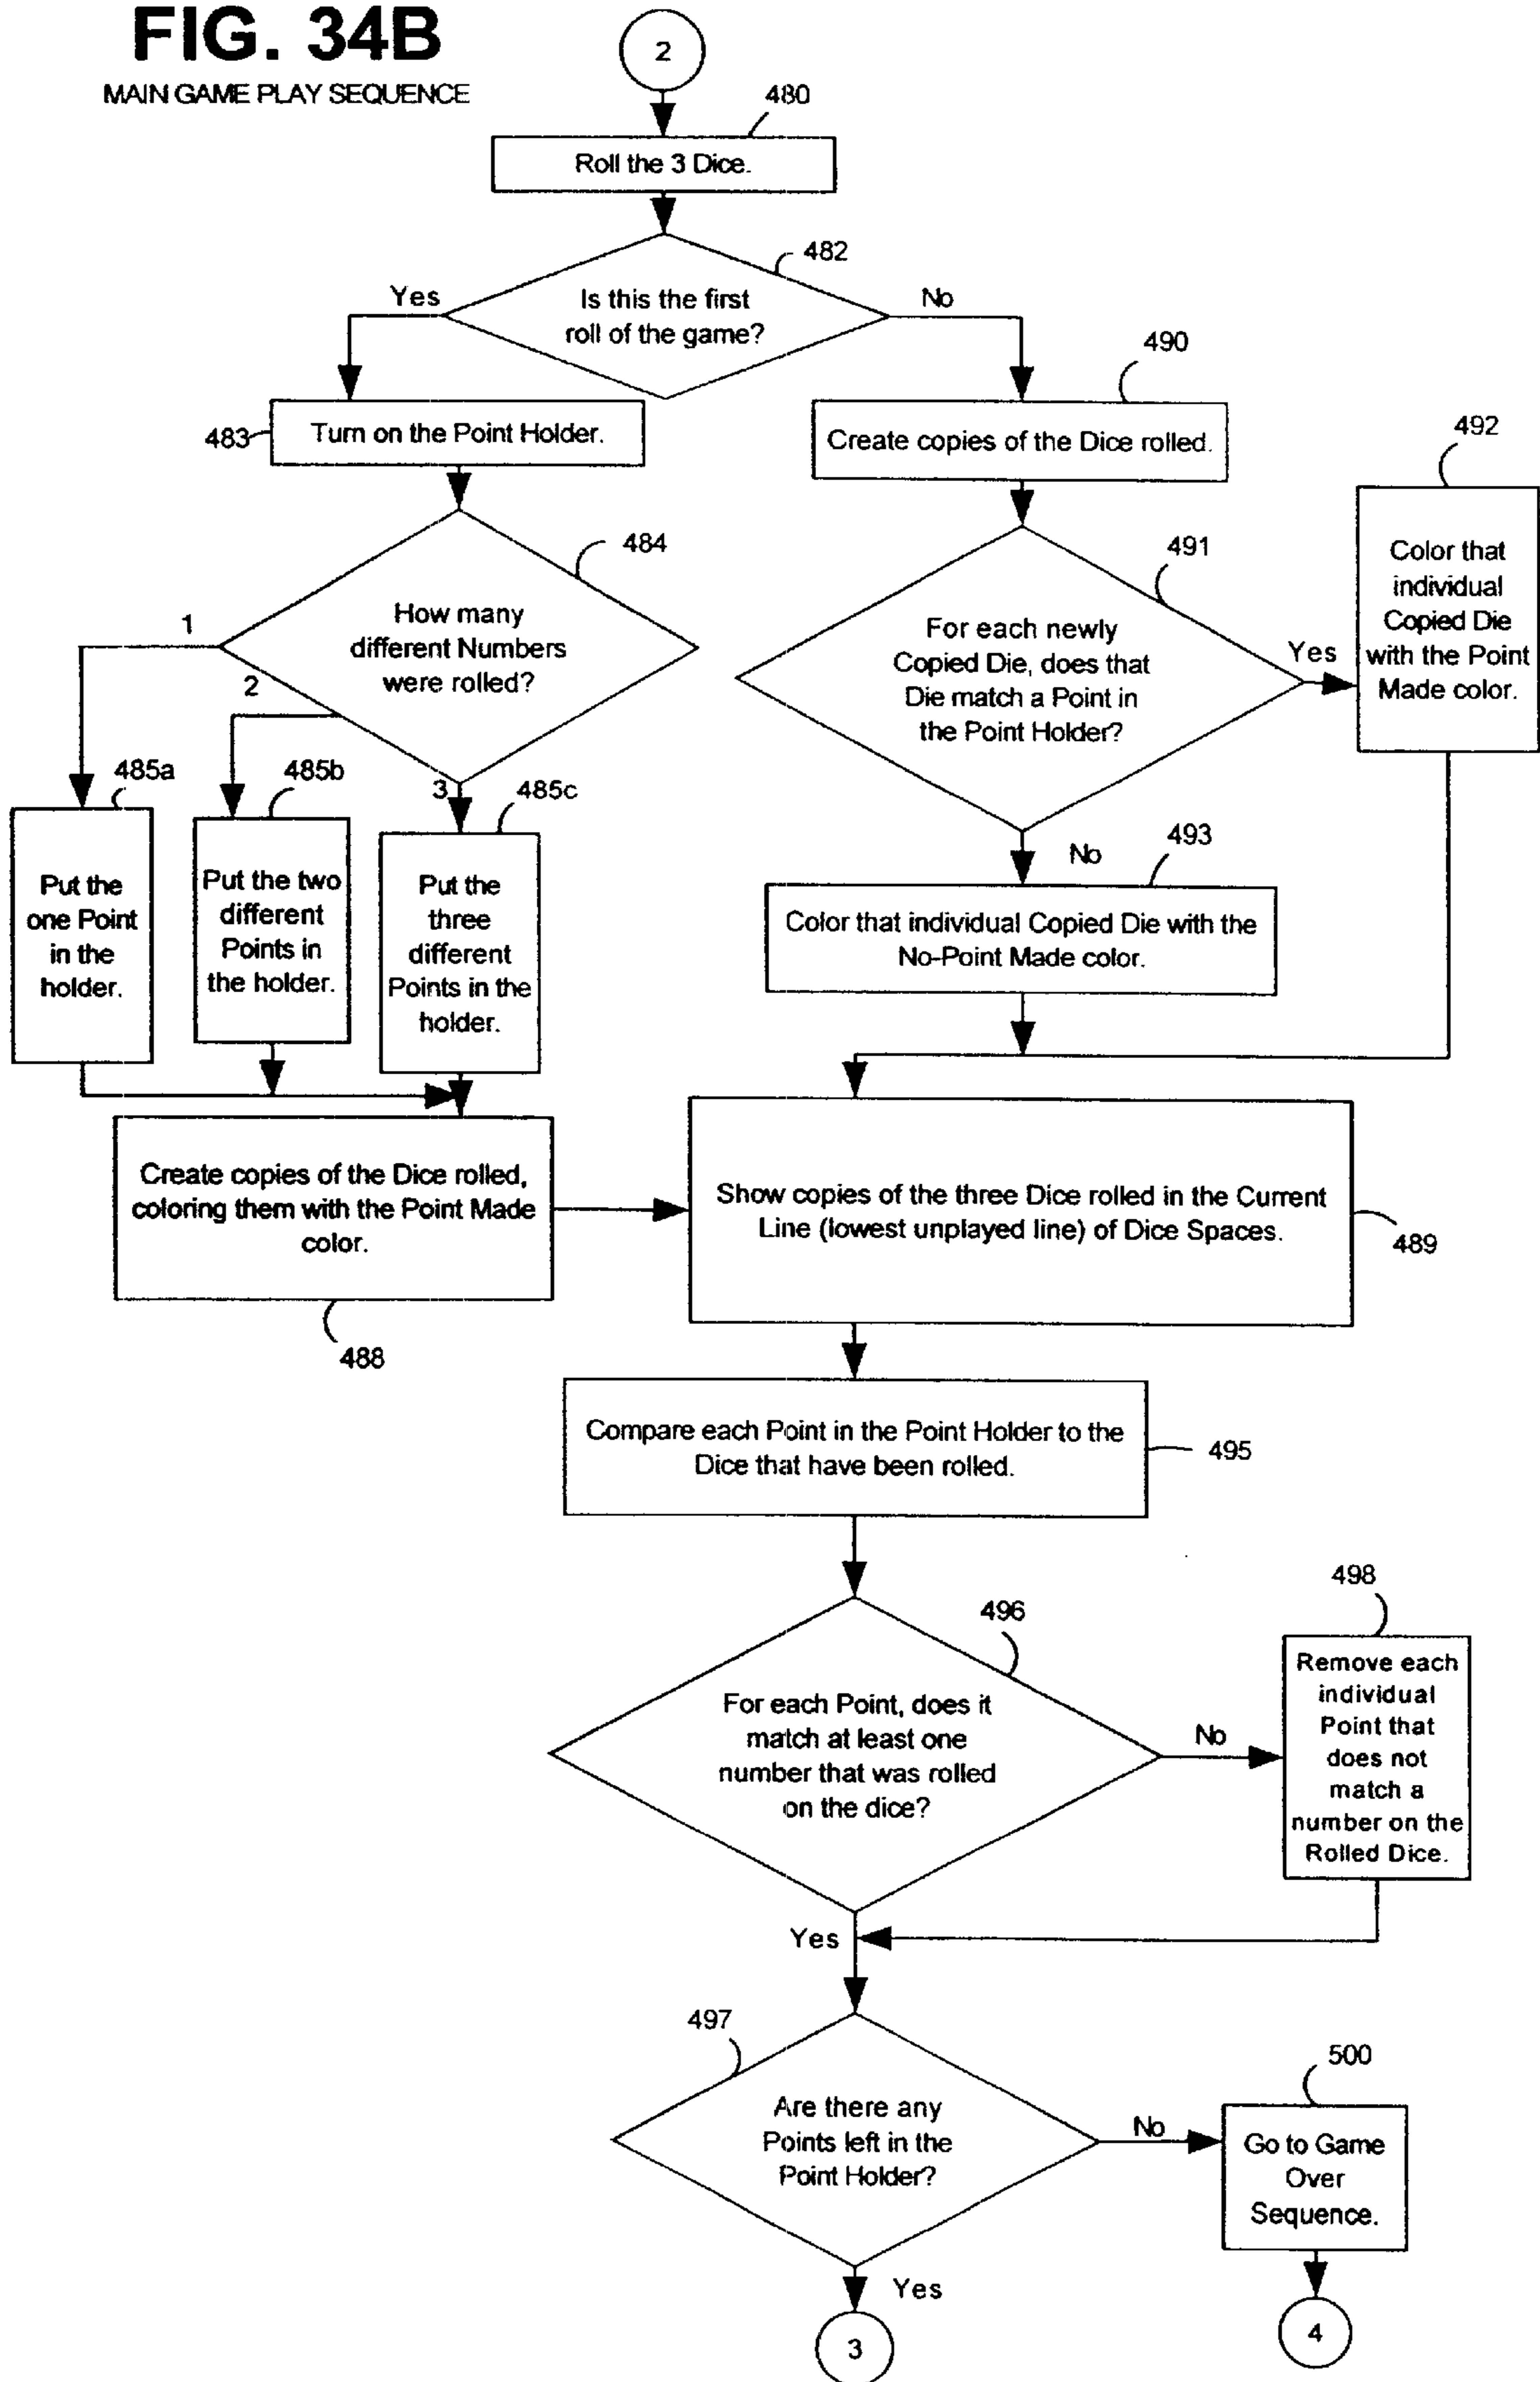 FIG. 34B
MAIN GAME PLAY SEQUENCE
2
480
Roll the 3 Dice.
482
Is this the first
roll of the game?
Yes
No
483
Turn on the Point Holder.
490
Create copies of the Dice rolled.
492
Color that
individual
Copied Die
with the Point
Made color.
484
How many
different Numbers
were rolled?
1
2
3
491
For each newly
Copied Die, does that
Die match a Point in
the Point Holder?
Yes
No
485a
Put the
one Point
in the
holder.
485b
Put the two
different
Points in
the holder.
485c
Put the
three
different
Points in the
holder.
493
Color that individual Copied Die with the
No-Point Made color.
Create copies of the Dice rolled,
coloring them with the Point Made
color.
488
Show copies of the three Dice rolled in the Current
Line (lowest unplayed line) of Dice Spaces.
489
Compare each Point in the Point Holder to the
Dice that have been rolled.
495
496
For each Point, does it
match at least one
number that was rolled
on the dice?
No
498
Remove each
individual
Point that
does not
match a
number on the
Rolled Dice.
Yes
497
Are there any
Points left in the
Point Holder?
No
500
Go to Game
Over
Sequence.
Yes
3
4